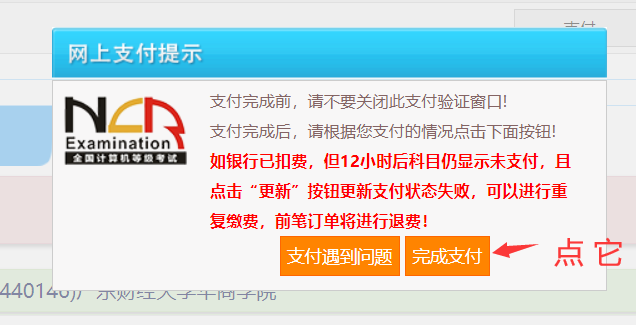 支付
网上支付提示
NCR
Examination
全国计算机等级考试
支付完成前，请不要关闭此支付验证窗口!
支付完成后，请根据您支付的情况点击下面按钮!
如银行已扣费，但12小时后科目仍显示未支付，且
点击“更新”按钮更新支付状态失败，可以进行重
复缴费，前笔订单将进行退费！
支付遇到问题 完成支付
点它
440146)广东财经大学华商学院